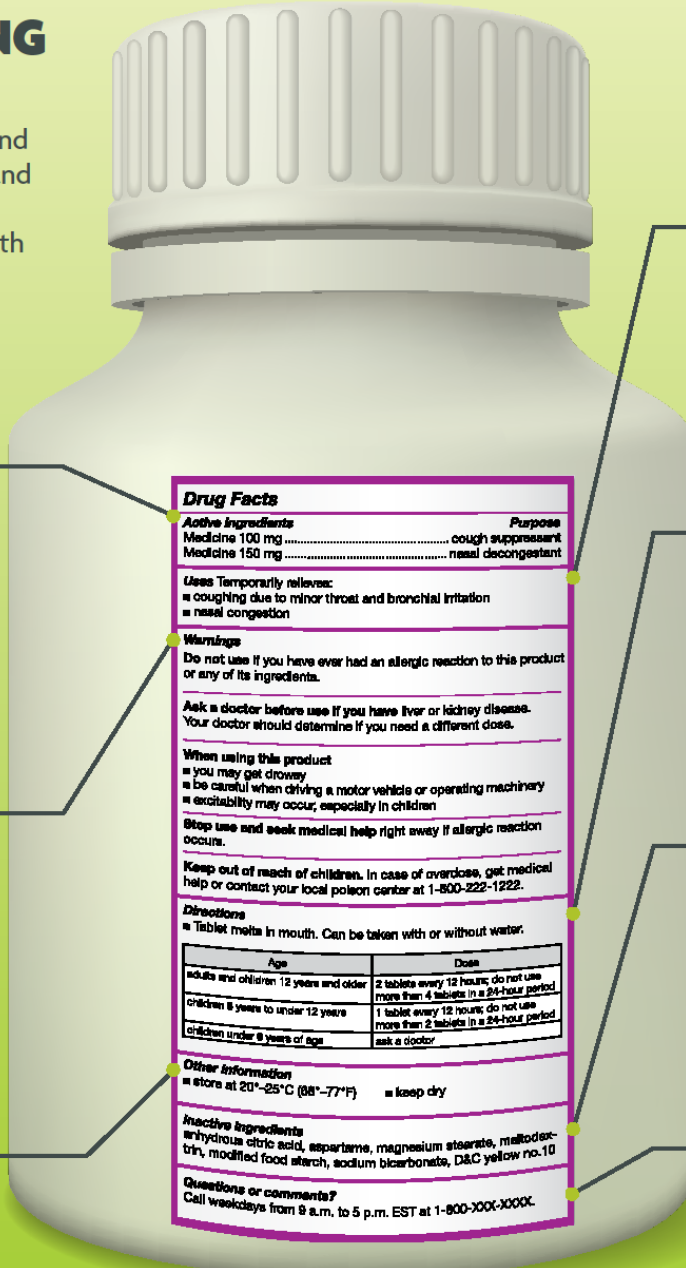 NG
nd
nd
th
Drug Facts
Active Ingredients Purpose
Medicine 100 mg ........................................ cough suppressant
Medicine 150 mg ........................................ nasal decongestant
Uses Temporarily relieves:
■ coughing due to minor throat and bronchial irritation
■ nasal congestion
Warnings
Do not use if you have ever had an allergic reaction to this product
or any of its ingredients.
Ask a doctor before use if you have liver or kidney disease.
Your doctor should determine if you need a different dose.
When using this product
■ you may get drowsy
■ be careful when driving a motor vehicle or operating machinery
■ excitability may occur, especially in children
Stop use and seek medical help right away if allergic reaction
occurs.
Keep out of reach of children. In case of overdose, get medical
help or contact your local poison center at 1-800-222-1222.
Directions
■ Tablet melts in mouth. Can be taken with or without water.
Age Dose
adults and children 12 years and older 2 tablets every 12 hours; do not use
more than 4 tablets in a 24-hour period
children 6 years to under 12 years 1 tablet every 12 hours; do not use
more than 2 tablets in a 24-hour period
children under 6 years of age ask a doctor
Other information
■ store at 20°–25°C (68°–77°F) ■ keep dry
Inactive ingredients
anhydrous citric acid, aspartame, magnesium stearate, maltodex-
trin, modified food starch, sodium bicarbonate, D&C yellow no.10
Questions or comments?
Call weekdays from 9 a.m. to 5 p.m. EST at 1-800-XXX-XXXX.